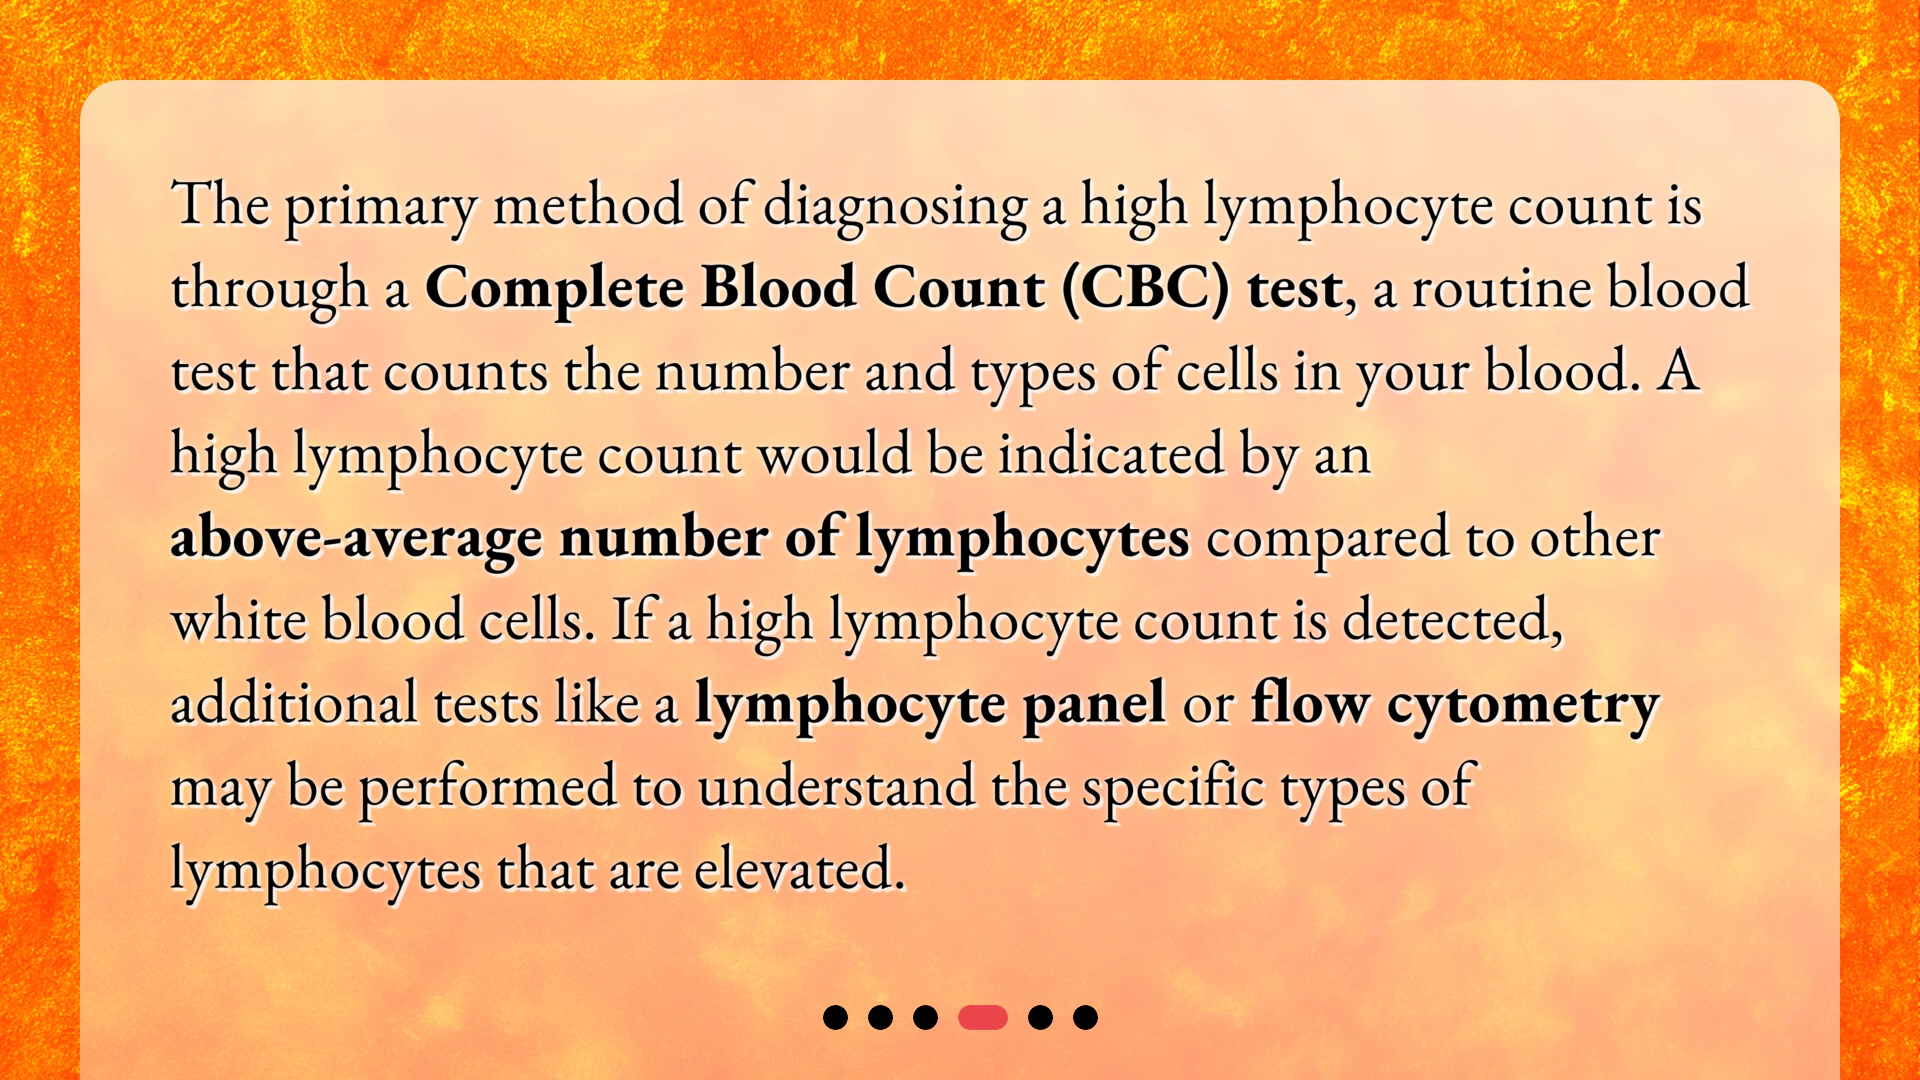 The primary method of diagnosing a high lymphocyte count is
through a Complete Blood Count (CBC) test, a routine blood
test that counts the number and types of cells in your blood. A
high lymphocyte count would be indicated by an
above-average number of lymphocytes compared to other
white blood cells. If a high lymphocyte count is detected,
additional tests like a lymphocyte panel or flow cytometry
may be performed to understand the specific types of
lymphocytes that are elevated.